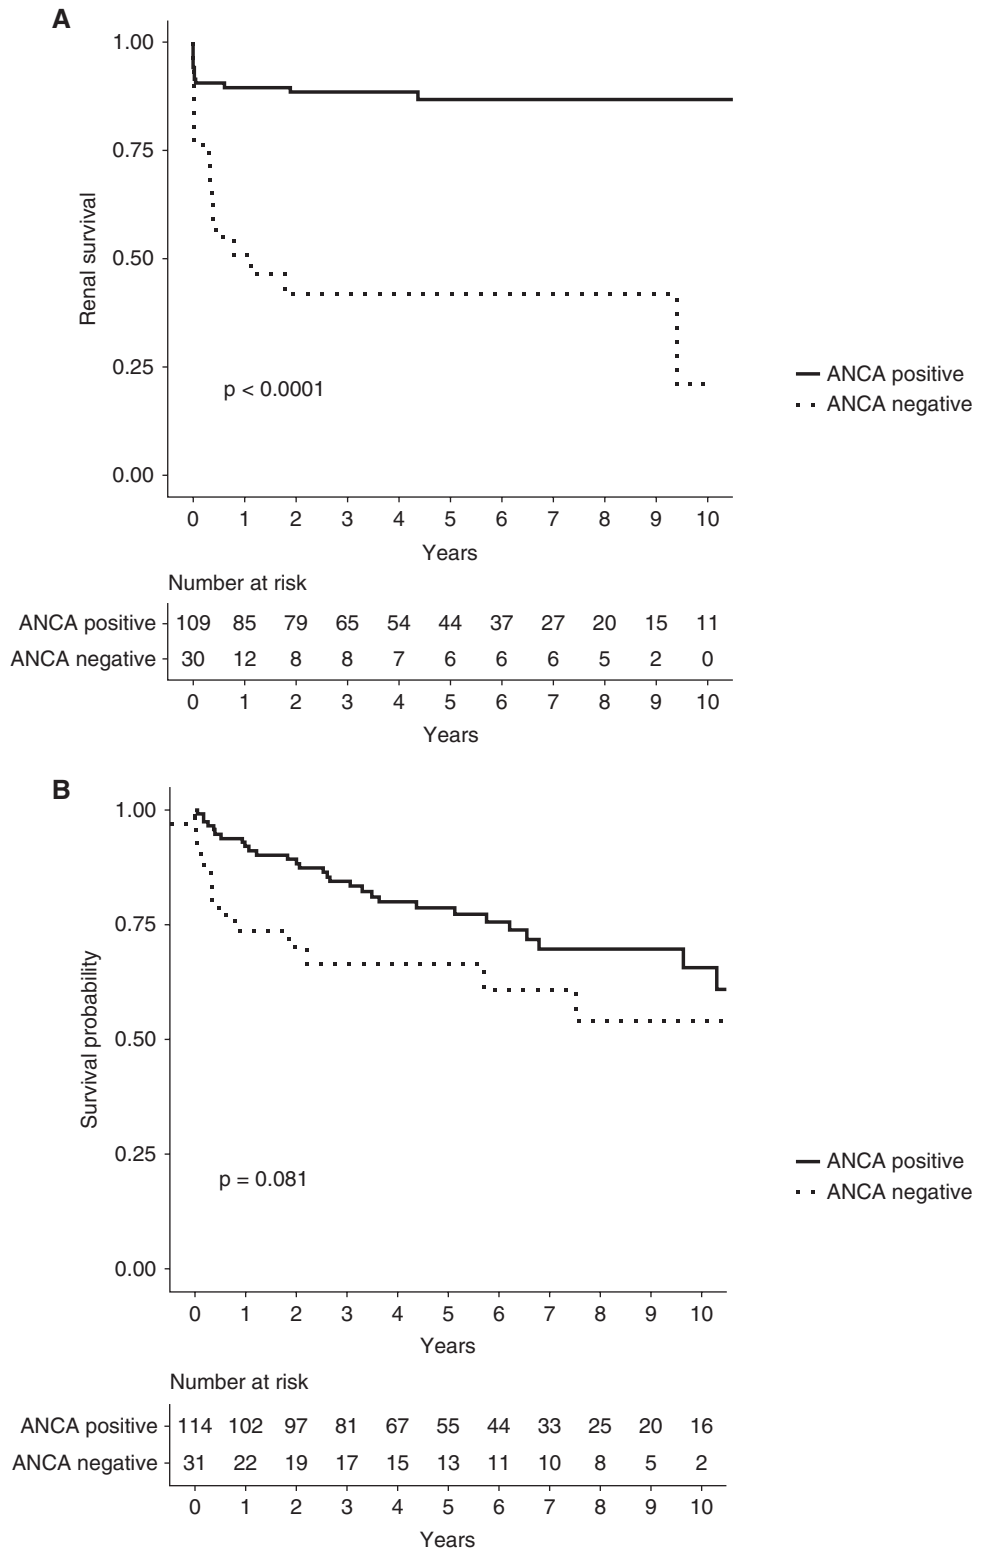 A
1.00
0.75
0.50
0.25
0.00
Renal survival
p < 0.0001
ANCA positive
ANCA negative
0 1 2 3 4 5 6 7 8 9 10
Years
Number at risk
ANCA positive 109 85 79 65 54 44 37 27 20 15 11
ANCA negative 30 12 8 8 7 6 6 6 5 2 0
0 1 2 3 4 5 6 7 8 9 10
Years
B
1.00
0.75
0.50
0.25
0.00
Survival probability
p = 0.081
ANCA positive
ANCA negative
0 1 2 3 4 5 6 7 8 9 10
Years
Number at risk
ANCA positive 114 102 97 81 67 55 44 33 25 20 16
ANCA negative 31 22 19 17 15 13 11 10 8 5 2
0 1 2 3 4 5 6 7 8 9 10
Years